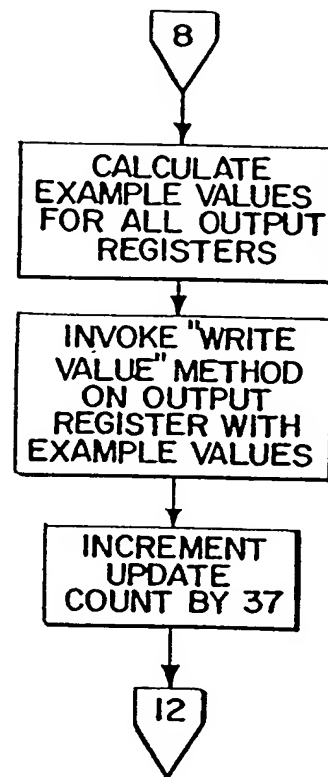 8
CALCULATE
EXAMPLE VALUES
FOR ALL OUTPUT
REGISTERS
INVOKE "WRITE
VALUE" METHOD
ON OUTPUT
REGISTER WITH
EXAMPLE VALUES
INCREMENT
UPDATE
COUNT BY 37
12